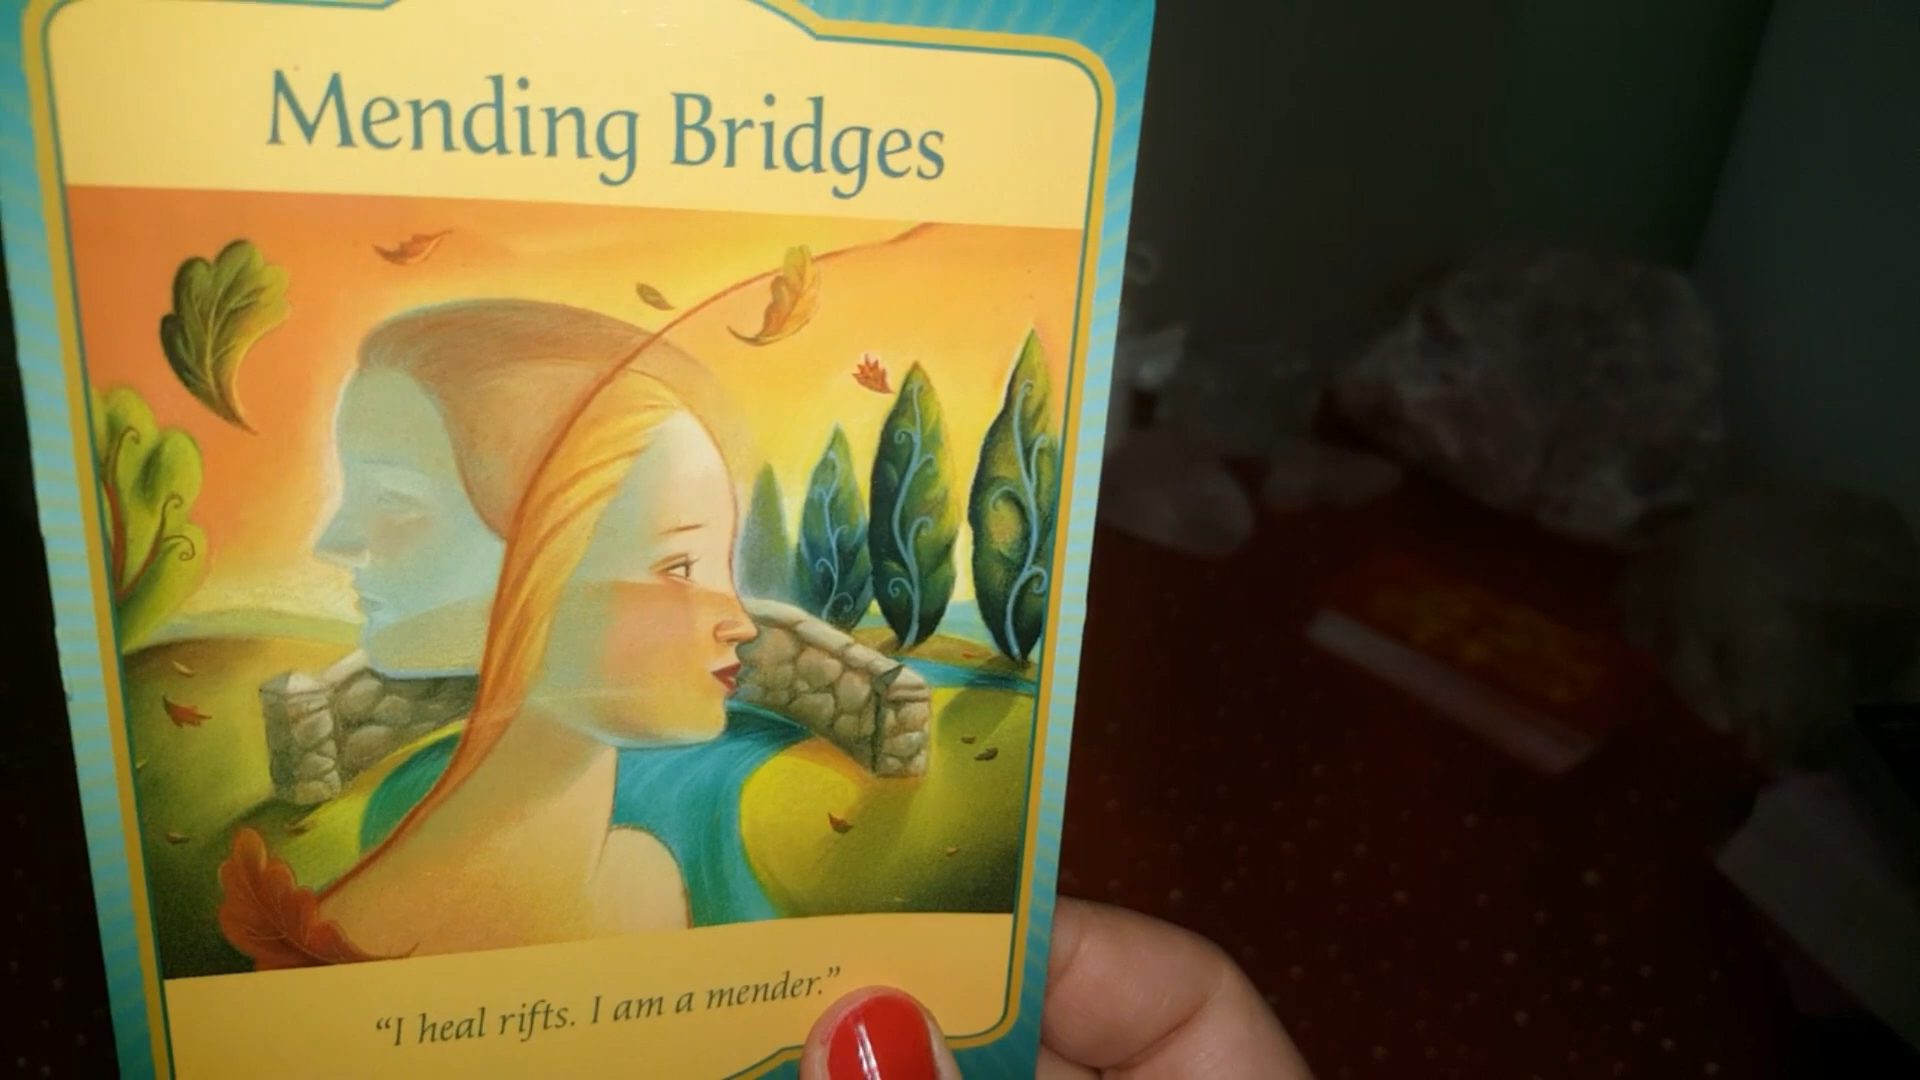 Mending Bridges
“I heal rifts. I am a mender.”